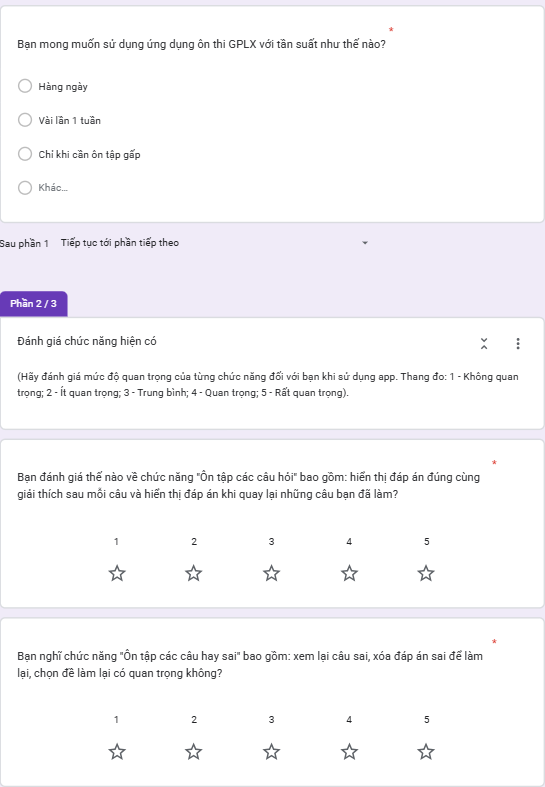 *
Bạn mong muốn sử dụng ứng dụng ôn thi GPLX với tần suất như thế nào?
Hàng ngày
Vài lần 1 tuần
Chỉ khi cần ôn tập gấp
Khác...
Sau phần 1 Tiếp tục tới phần tiếp theo
Phần 2 / 3
Đánh giá chức năng hiện có
(Hãy đánh giá mức độ quan trọng của từng chức năng đối với bạn khi sử dụng app. Thang đo: 1 - Không quan
trọng; 2 - Ít quan trọng; 3 - Trung bình; 4 - Quan trọng; 5 - Rất quan trọng).
*
Bạn đánh giá thế nào về chức năng "Ôn tập các câu hỏi" bao gồm: hiển thị đáp án đúng cùng
giải thích sau mỗi câu và hiển thị đáp án khi quay lại những câu bạn đã làm?
1 2 3 4 5
*
Bạn nghĩ chức năng "Ôn tập các câu hay sai" bao gồm: xem lại câu sai, xóa đáp án sai để làm
lại, chọn đề làm lại có quan trọng không?
1 2 3 4 5